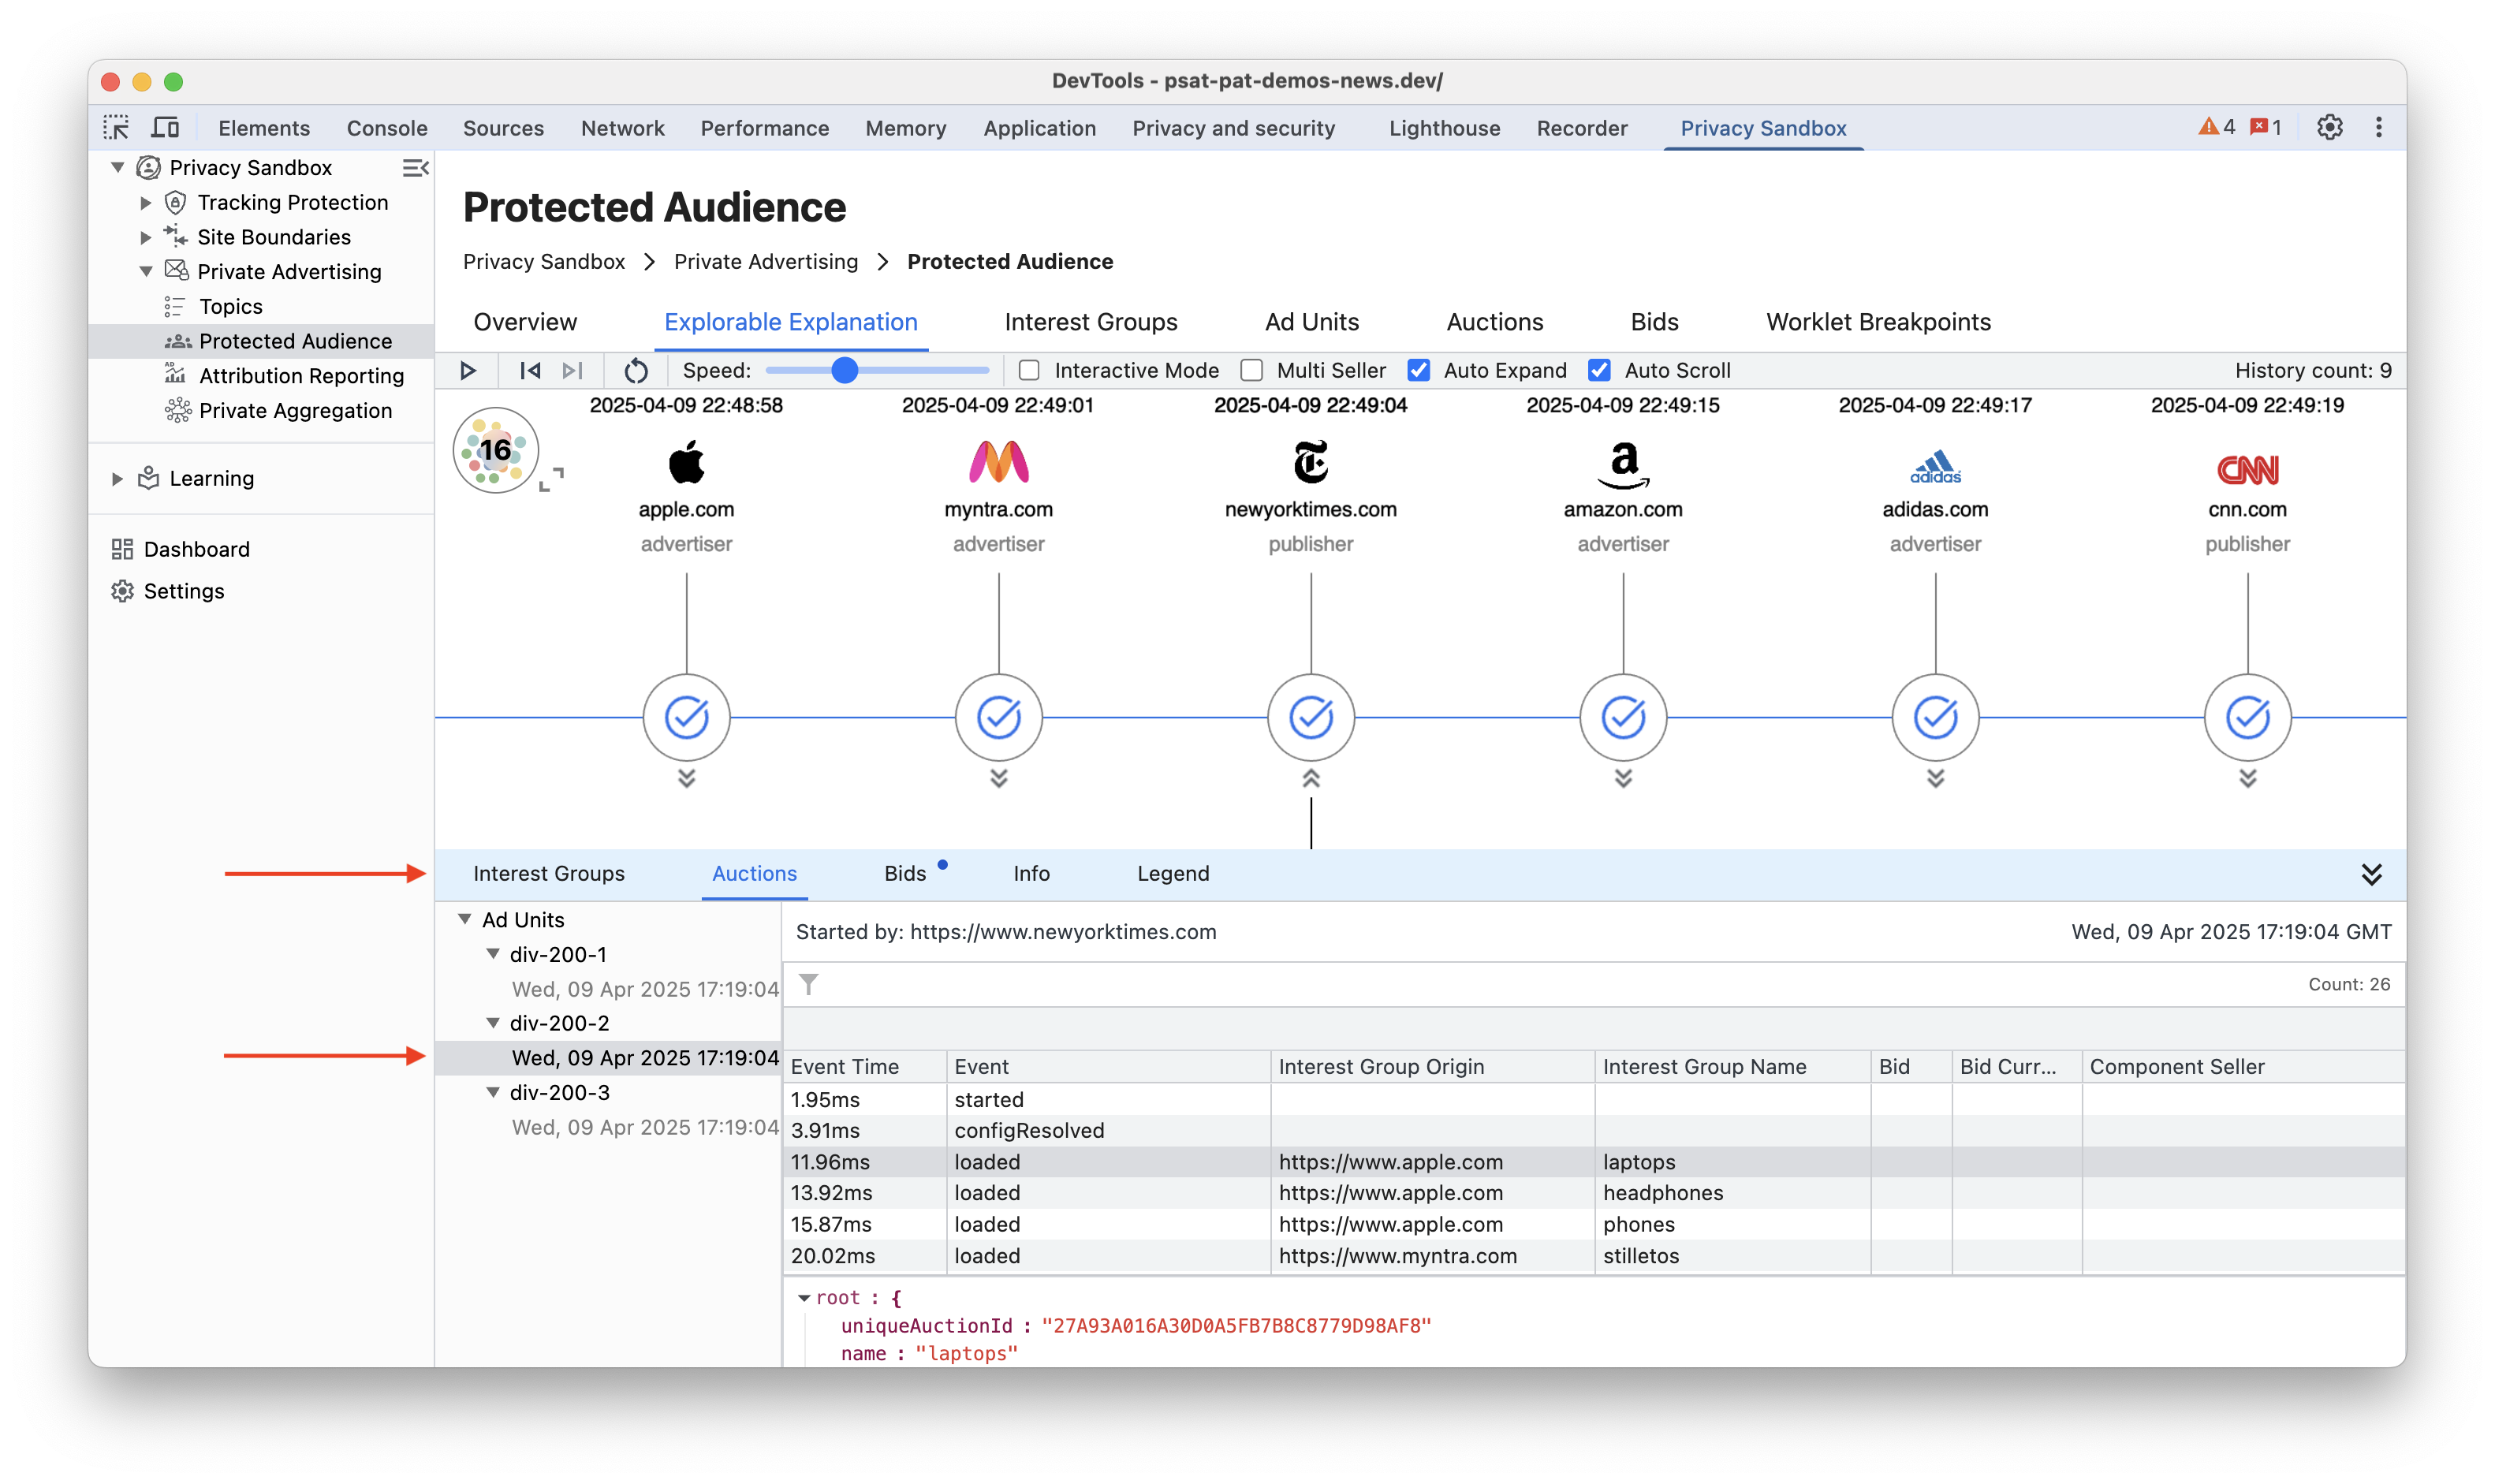 DevTools - psat-pat-demos-news.dev/
Elements Console Sources Network Performance Memory Application Privacy and security Lighthouse Recorder Privacy Sandbox 4 1
Privacy Sandbox
Tracking Protection
Site Boundaries
Private Advertising
Topics
Protected Audience
AD Attribution Reporting
Private Aggregation
Learning
Dashboard
Settings
Protected Audience
Privacy Sandbox > Private Advertising > Protected Audience
Overview Explorable Explanation Interest Groups Ad Units Auctions Bids Worklet Breakpoints
Speed: Interactive Mode Multi Seller Auto Expand Auto Scroll History count: 9
2025-04-09 22:48:58 2025-04-09 22:49:01 2025-04-09 22:49:04 2025-04-09 22:49:15 2025-04-09 22:49:17 2025-04-09 22:49:19
16 T a adidas CNN
apple.com myntra.com newyorktimes.com amazon.com adidas.com cnn.com
advertiser advertiser publisher advertiser advertiser publisher
Interest Groups Auctions Bids Info Legend
Ad Units
div-200-1
Wed, 09 Apr 2025 17:19:04
div-200-2
Wed, 09 Apr 2025 17:19:04
div-200-3
Wed, 09 Apr 2025 17:19:04
Started by: https://www.newyorktimes.com Wed, 09 Apr 2025 17:19:04 GMT
Count: 26
Event Time Event Interest Group Origin Interest Group Name Bid Bid Curr... Component Seller
1.95ms started
3.91ms configResolved
11.96ms loaded https://www.apple.com laptops
13.92ms loaded https://www.apple.com headphones
15.87ms loaded https://www.apple.com phones
20.02ms loaded https://www.myntra.com stilletos
root : {
uniqueAuctionId : "27A93A016A30D0A5FB7B8C8779D98AF8"
name : "laptops"